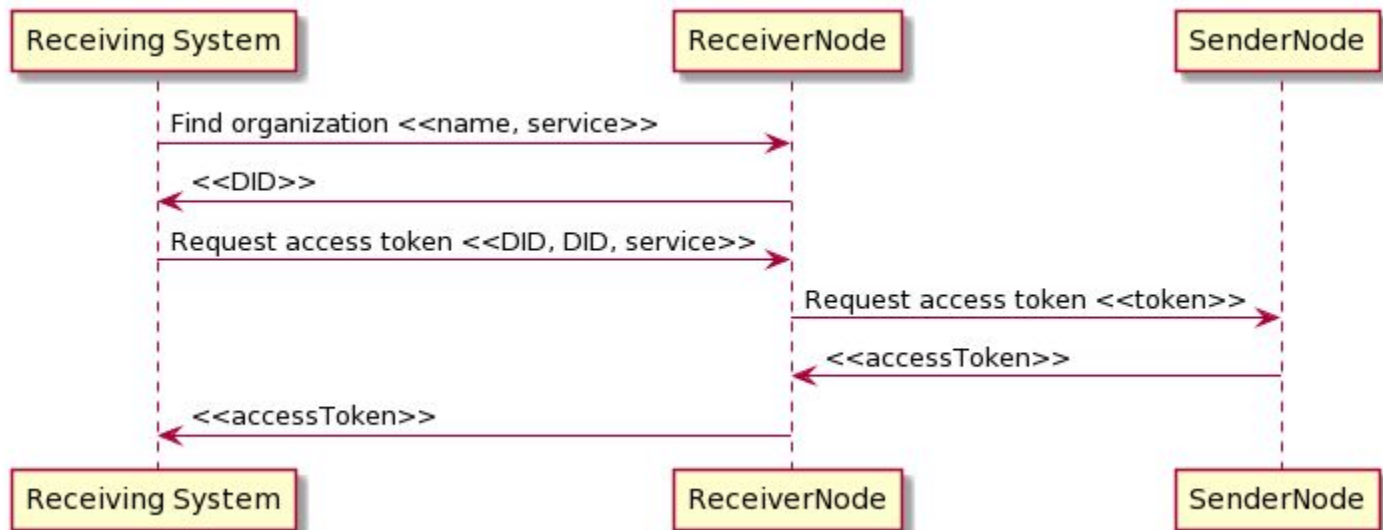 Receiving System
ReceiverNode
SenderNode
Find organization <<name, service>>
<<DID>>
Request access token <<DID, DID, service>>
Request access token <<token>>
<<accessToken>>
<<accessToken>>
Receiving System
ReceiverNode
SenderNode